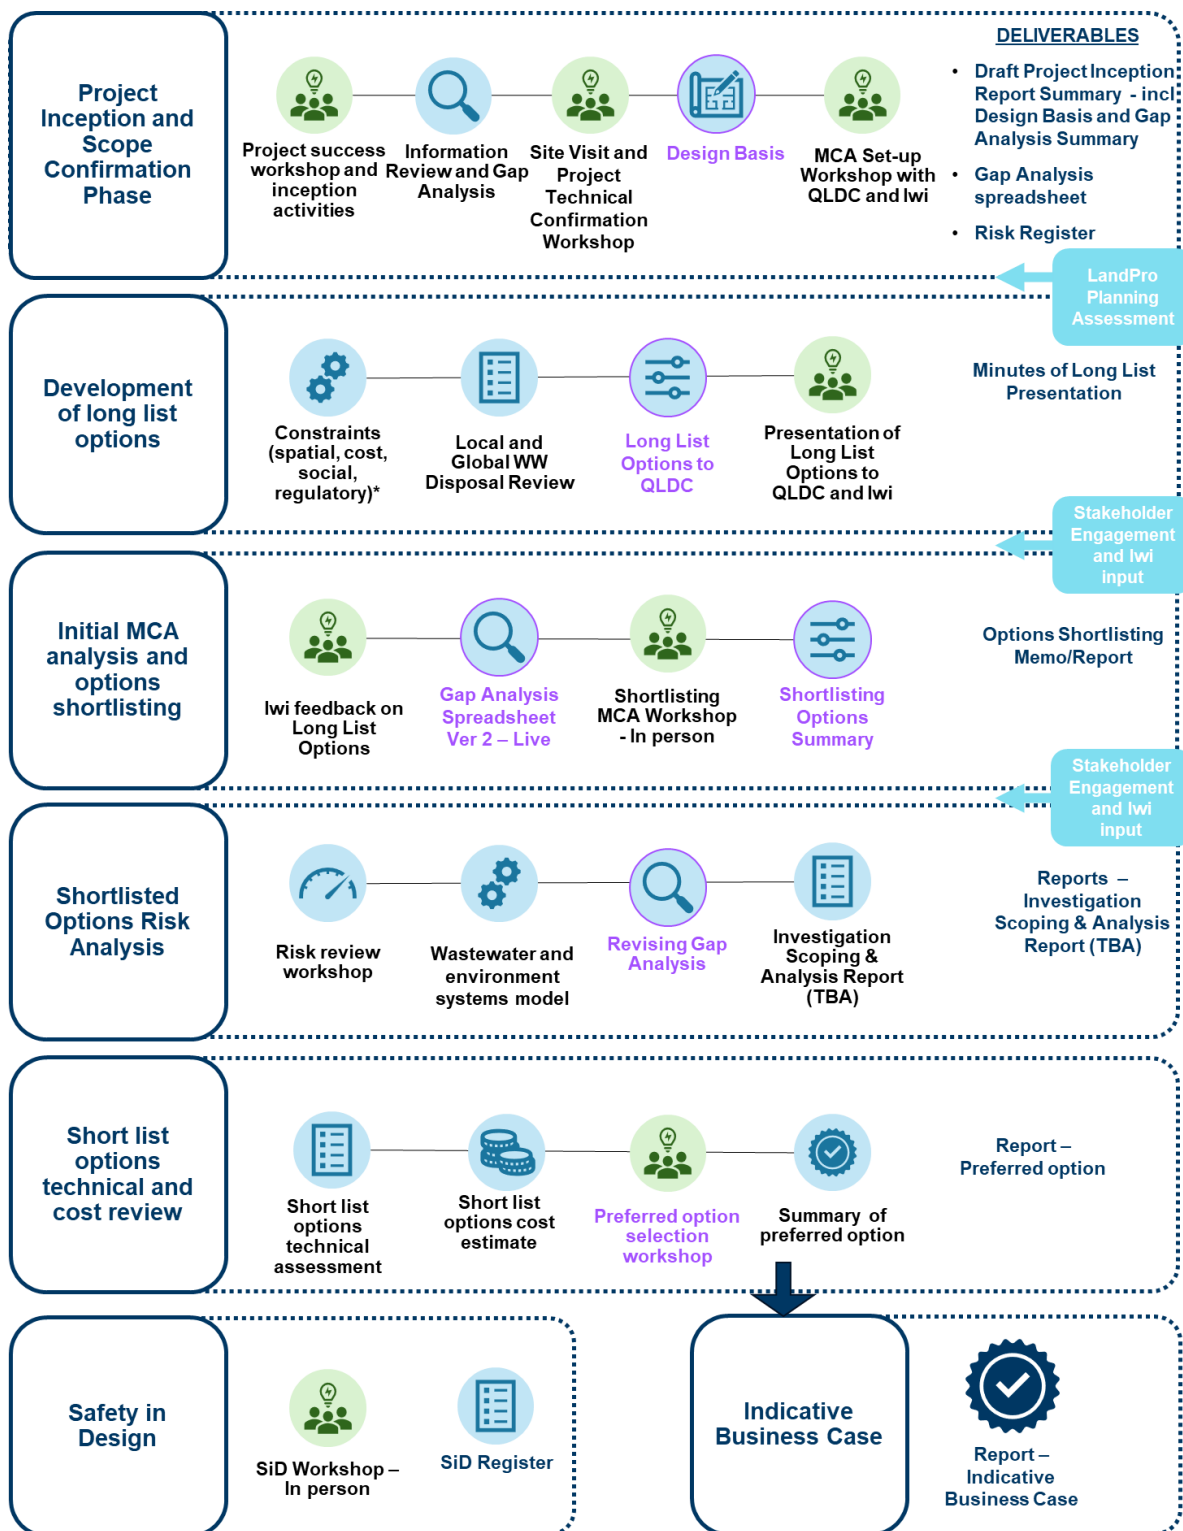 Project
Inception and
Scope
Confirmation
Phase
Project success
workshop and
inception
activities
Information
Review and Gap
Analysis
Site Visit and
Project
Technical
Confirmation
Workshop
Design Basis
MCA Set-up
Workshop with
QLDC and Iwi
DELIVERABLES
• Draft Project Inception
Report Summary - incl
Design Basis and Gap
Analysis Summary
• Gap Analysis
spreadsheet
• Risk Register
LandPro
Planning
Assessment
Development
of long list
options
Constraints
(spatial, cost,
social,
regulatory)*
Local and
Global WW
Disposal Review
Long List
Options to
QLDC
Presentation of
Long List
Options to
QLDC and Iwi
Minutes of Long List
Presentation
Stakeholder
Engagement
and Iwi
input
Initial MCA
analysis and
options
shortlisting
Iwi feedback on
Long List
Options
Gap Analysis
Spreadsheet
Ver 2 – Live
Shortlisting
MCA Workshop
- In person
Shortlisting
Options
Summary
Options Shortlisting
Memo/Report
Stakeholder
Engagement
and Iwi
input
Shortlisted
Options Risk
Analysis
Risk review
workshop
Wastewater and
environment
systems model
Revising Gap
Analysis
Investigation
Scoping &
Analysis Report
(TBA)
Reports –
Investigation
Scoping & Analysis
Report (TBA)
Short list
options
technical and
cost review
Short list
options
technical
assessment
Short list
options cost
estimate
Preferred option
selection
workshop
Summary of
preferred option
Report –
Preferred option
Safety in
Design
SiD Workshop –
In person
SiD Register
Indicative
Business Case
Report –
Indicative
Business Case